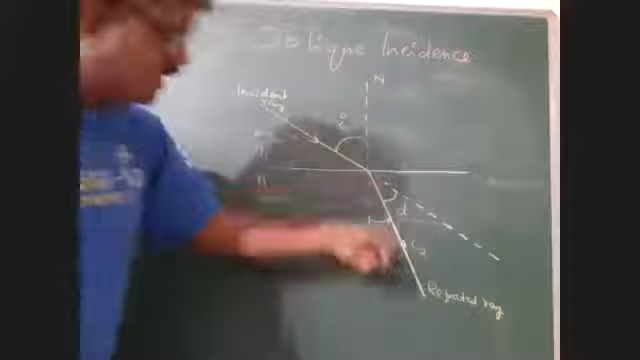 Oblique Incidence
N
Incident
ray
i
d
Refracted ray